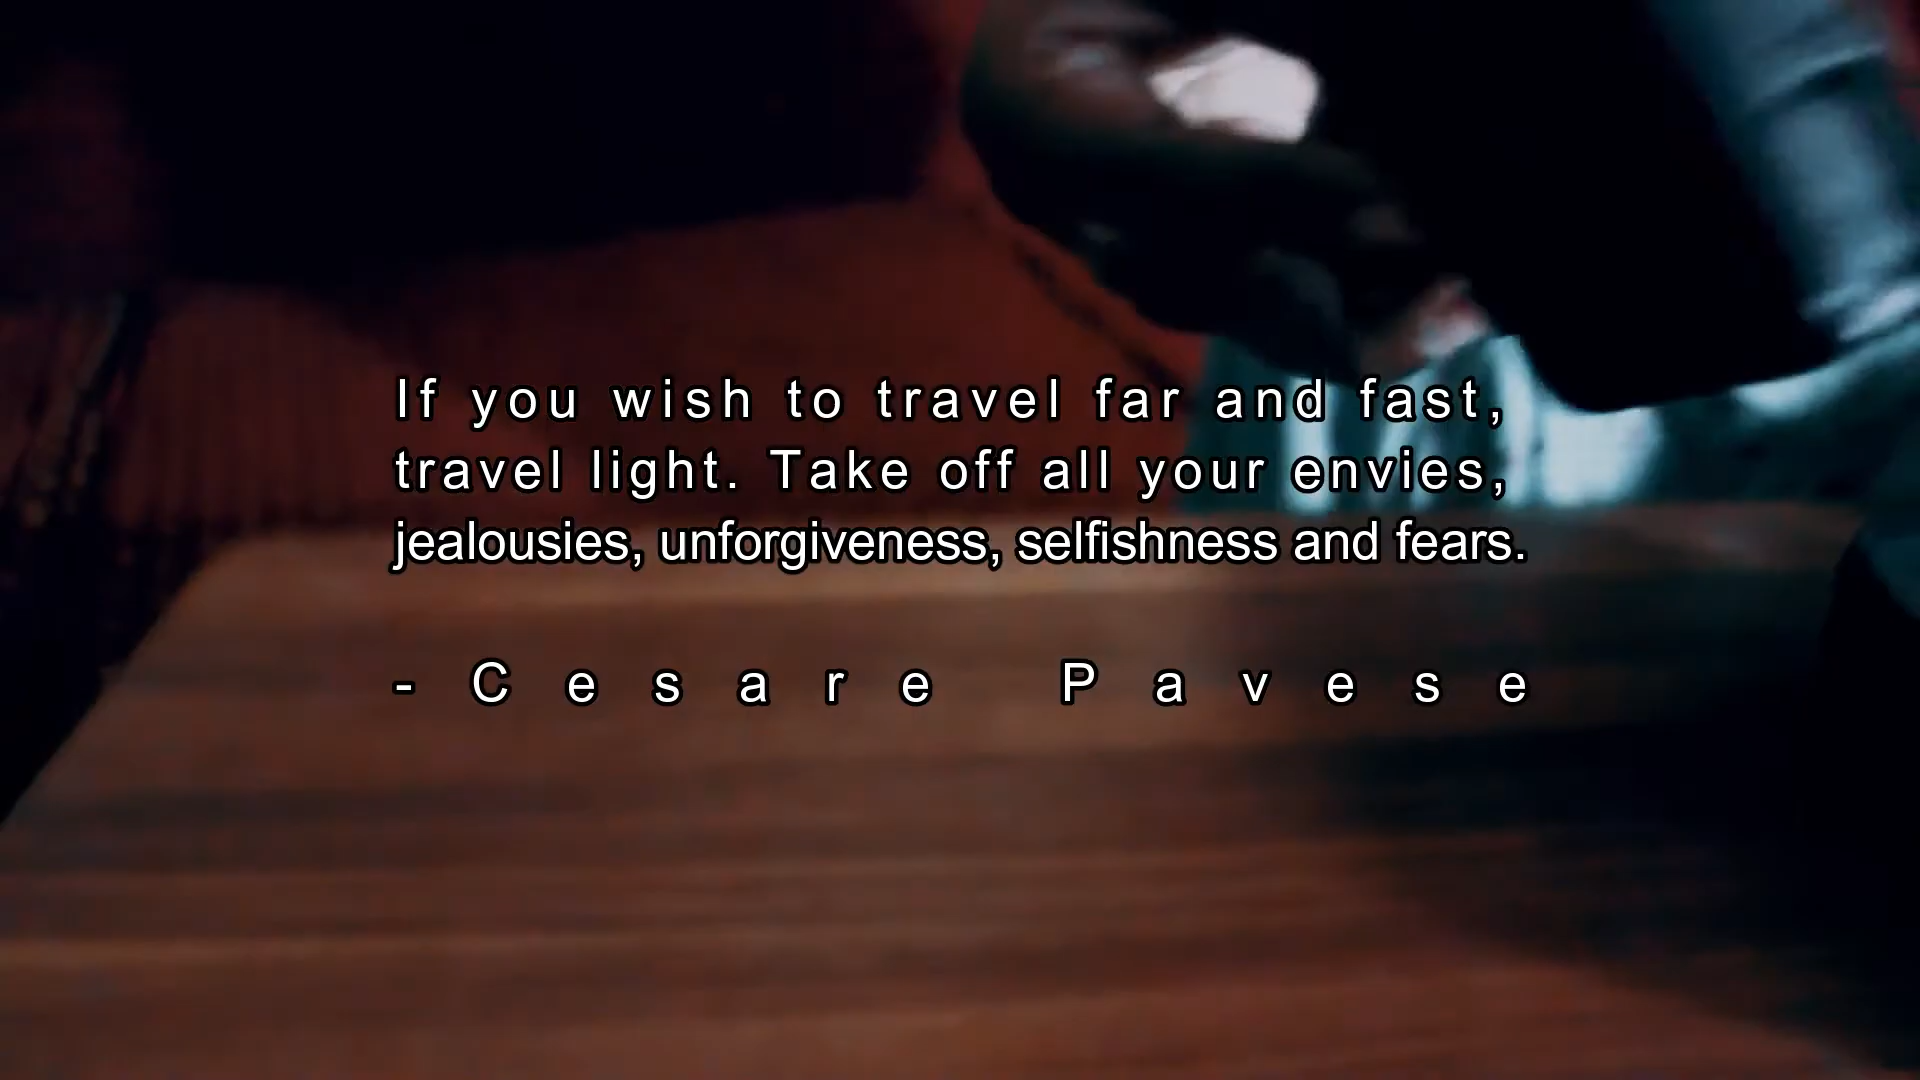 If you wish to travel far and fast,
travel light. Take off all your envies,
jealousies, unforgiveness, selfishness and fears.
- Cesare Pavese